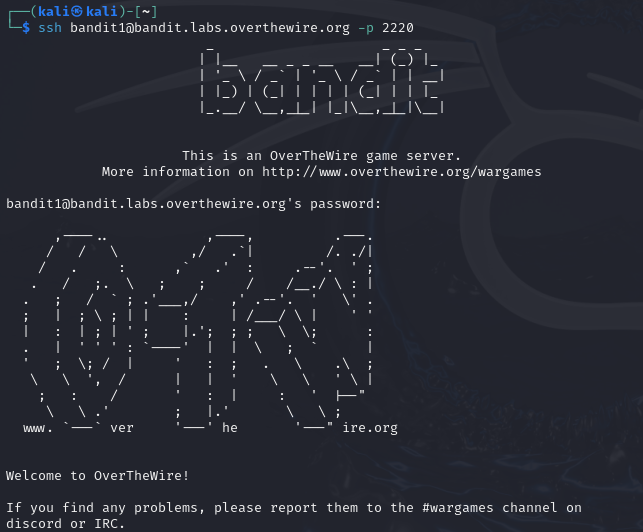 ┌──(kali㉿kali)-[~]
└─$ ssh bandit1@bandit.labs.overthewire.org -p 2220
bandit
This is an OverTheWire game server.
More information on http://www.overthewire.org/wargames
bandit1@bandit.labs.overthewire.org's password:
www. ver he ire.org
Welcome to OverTheWire!
If you find any problems, please report them to the #wargames channel on
discord or IRC.